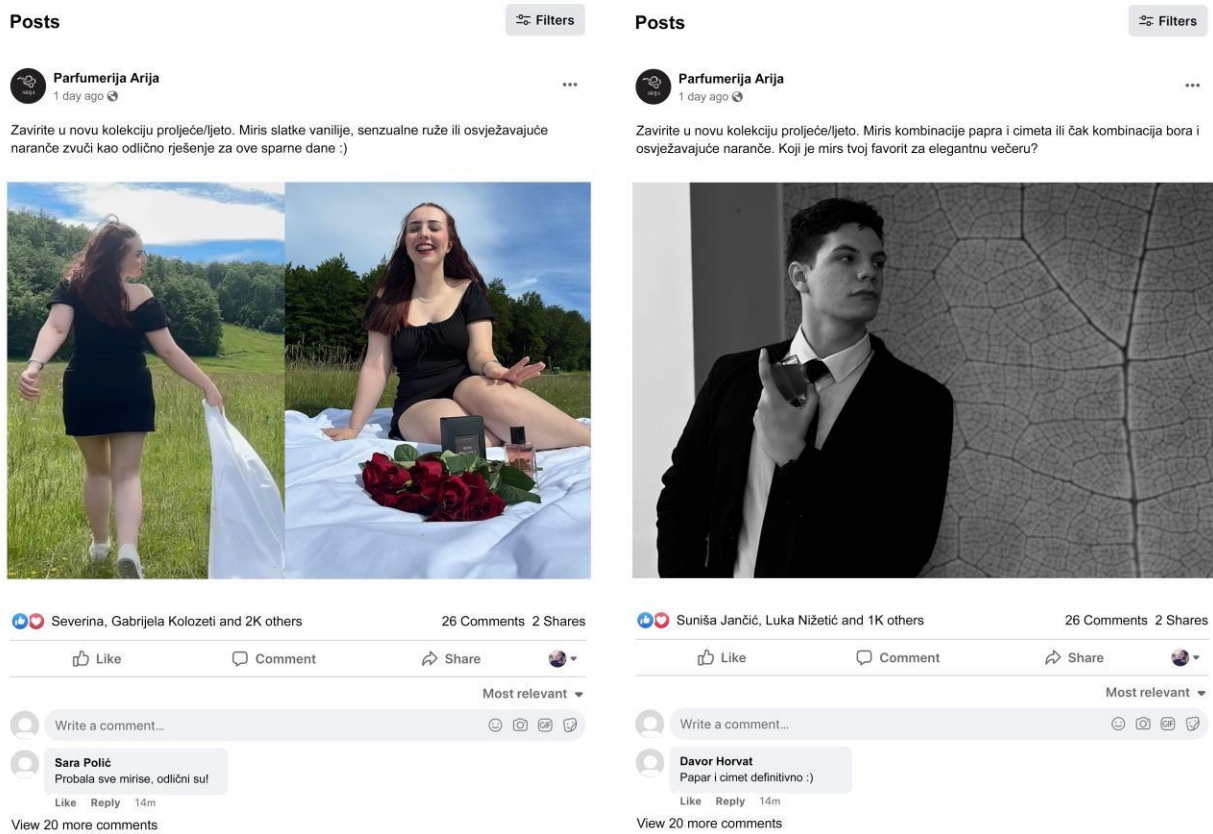 Posts
Filters
Parfumerija Arija
1 day ago
Zavirite u novu kolekciju proljeće/ljeto. Miris slatke vanilije, senzualne ruže ili osvježavajuće
naranče zvuči kao odlično rješenje za ove sparne dane :)
Severina, Gabrijela Kolozeti and 2K others
26 Comments 2 Shares
Like
Comment
Share
Most relevant
Write a comment...
GIF
Sara Polić
Probala sve mirise, odlični su!
Like Reply 14m
View 20 more comments
Posts
Filters
Parfumerija Arija
1 day ago
Zavirite u novu kolekciju proljeće/ljeto. Miris kombinacije papra i cimeta ili čak kombinacija bora i
osvježavajuće naranče. Koji je mirs tvoj favorit za elegantnu večeru?
Suniša Jančić, Luka Nižetić and 1K others
26 Comments 2 Shares
Like
Comment
Share
Most relevant
Write a comment...
GIF
Davor Horvat
Papar i cimet definitivno :)
Like Reply 14m
View 20 more comments